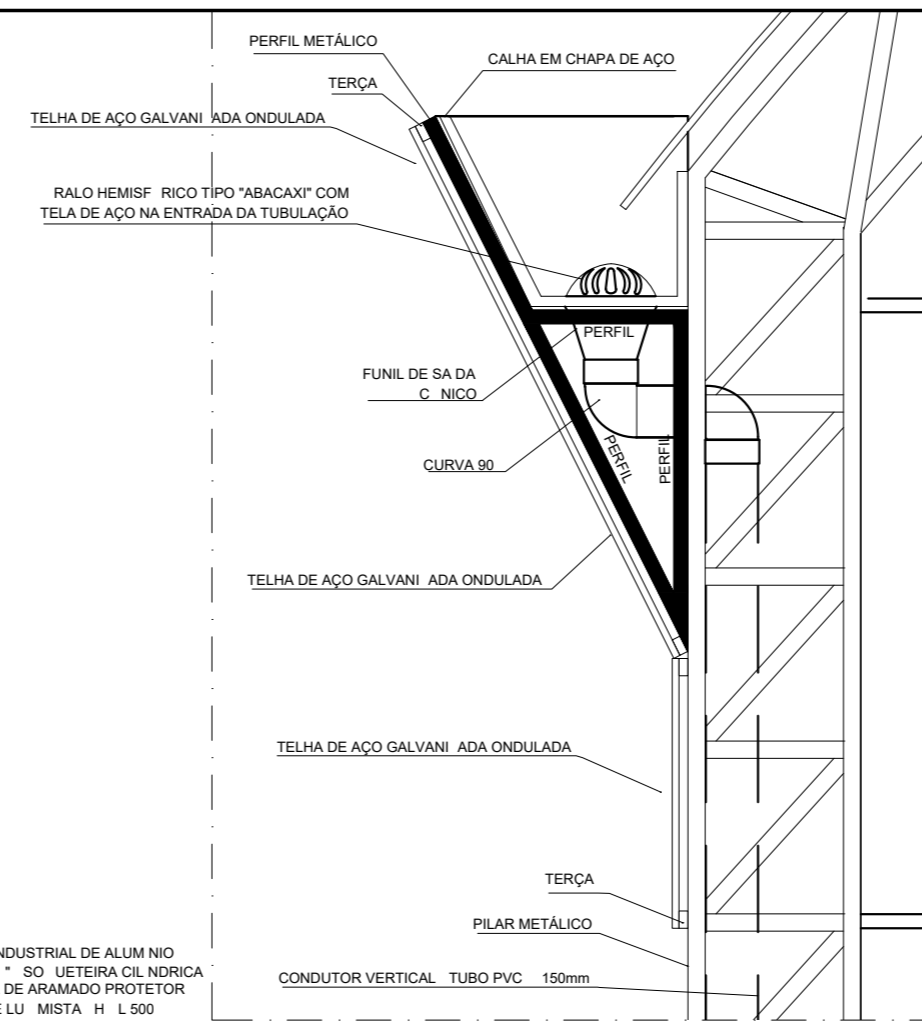 PERFIL METÁLICO
CALHA EM CHAPA DE AÇO
TERÇA
TELHA DE AÇO GALVANI ADA ONDULADA
RALO HEMISF RICO TIPO "ABACAXI" COM
TELA DE AÇO NA ENTRADA DA TUBULAÇÃO
PERFIL
FUNIL DE SA DA
C NICO
PERFIL
PERFIL
CURVA 90
TELHA DE AÇO GALVANI ADA ONDULADA
TELHA DE AÇO GALVANI ADA ONDULADA
TERÇA
PILAR METÁLICO
CONDUTOR VERTICAL TUBO PVC 150mm
NDUSTRIAL DE ALUM NIO
" SO UETEIRA CIL NDRICA
DE ARAMADO PROTETOR
LU MISTA H L 500